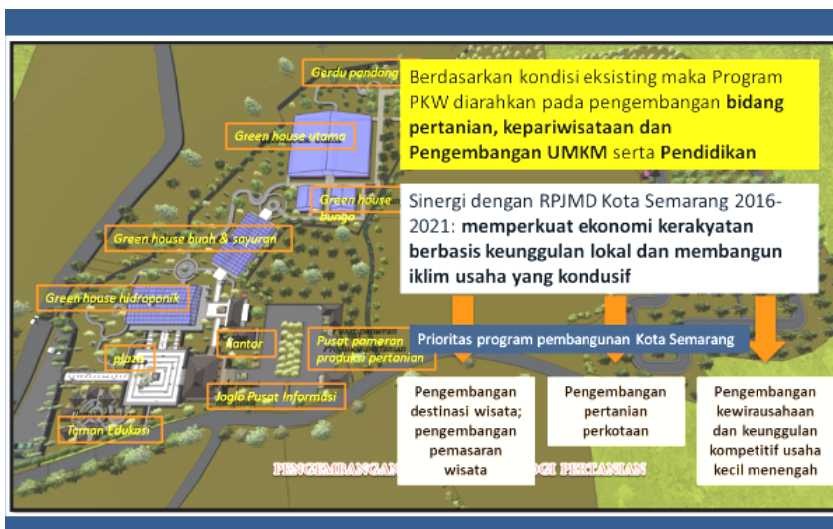 Gerdu pandang
Green house utama
Green house
bunga
Green house buah & sayuran
Green house hidroponik
plaza
kantor
Pusat pameran
produksi pertanian
Joglo Pusat Informasi
Taman Edukasi
Berdasarkan kondisi eksisting maka Program
PKW diarahkan pada pengembangan bidang
pertanian, kepariwisataan dan
Pengembangan UMKM serta Pendidikan
Sinergi dengan RPJMD Kota Semarang 2016-
2021: memperkuat ekonomi kerakyatan
berbasis keunggulan lokal dan membangun
iklim usaha yang kondusif
Prioritas program pembangunan Kota Semarang
Pengembangan
destinasi wisata;
pengembangan
pemasaran
wisata
Pengembangan
pertanian
perkotaan
Pengembangan
kewirausahaan
dan keunggulan
kompetitif usaha
kecil menengah
PENGEMBANGAN
PERTANIAN